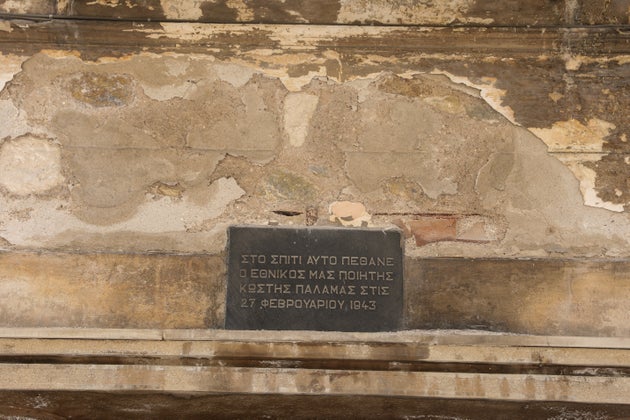 ΣΤΟ ΣΠΙΤΙ ΑΥΤΟ ΠΕΘΑΝΕ
Ο ΕΘΝΙΚΟΣ ΜΑΣ ΠΟΙΗΤΗΣ
ΚΩΣΤΗΣ ΠΑΛΑΜΑΣ ΣΤΙΣ
27 ΦΕΒΡΟΥΑΡΙΟΥ, 1943